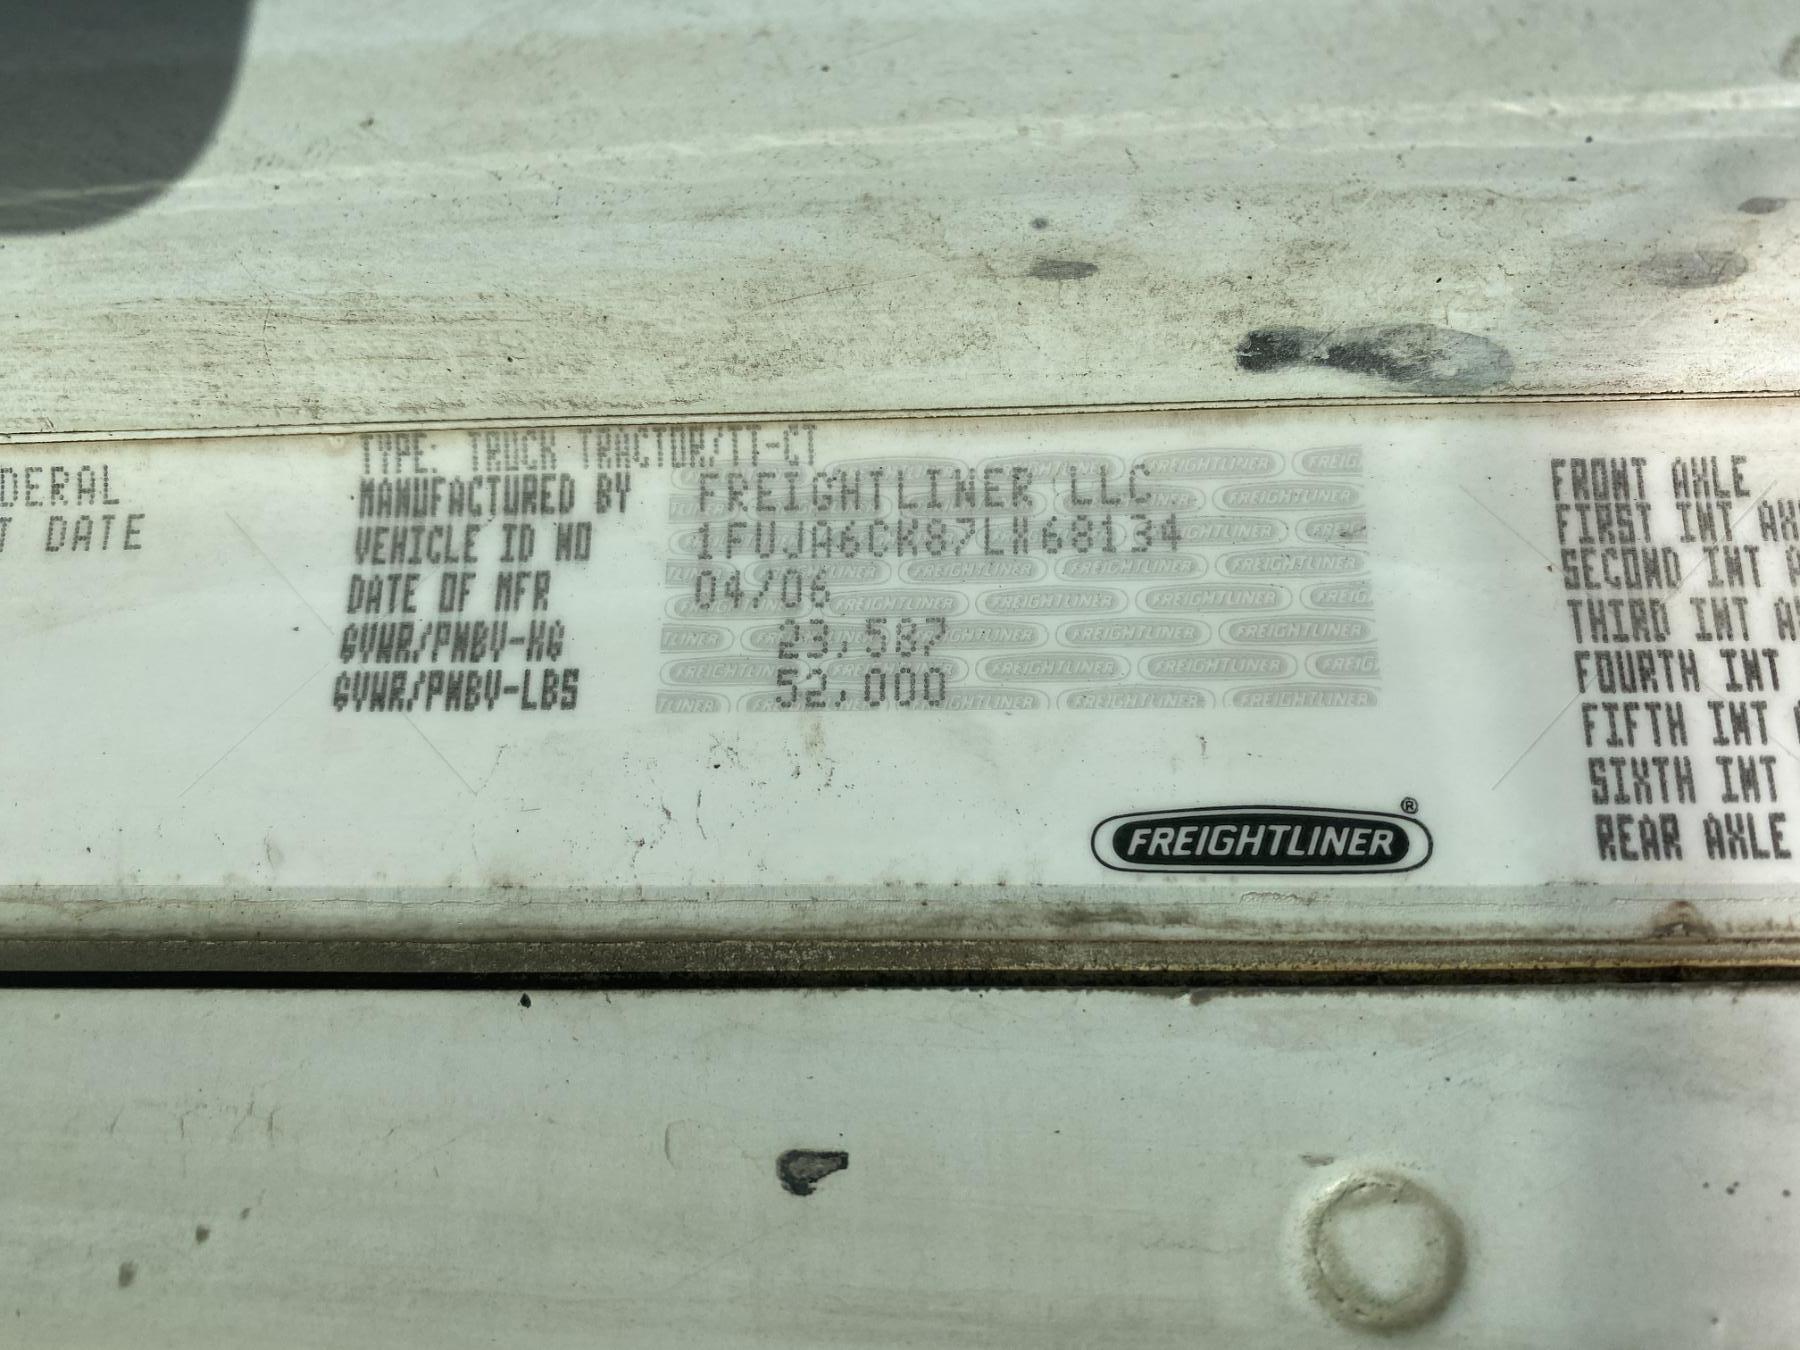 DERAL
T DATE
TYPE: TRUCK TRACTOR/TT-CT
MANUFACTURED BY FREIGHTLINER LLC
VEHICLE ID NO 1FUJA6CK87LX68134
DATE OF MFR 04/06
GVWR/PNBV-KG 23,587
GVWR/PNBV-LBS 52,000
FREIGHTLINER®
FRONT AXLE
FIRST INT AX
SECOND INT A
THIRD INT A
FOURTH INT
FIFTH INT
SIXTH INT
REAR AXLE